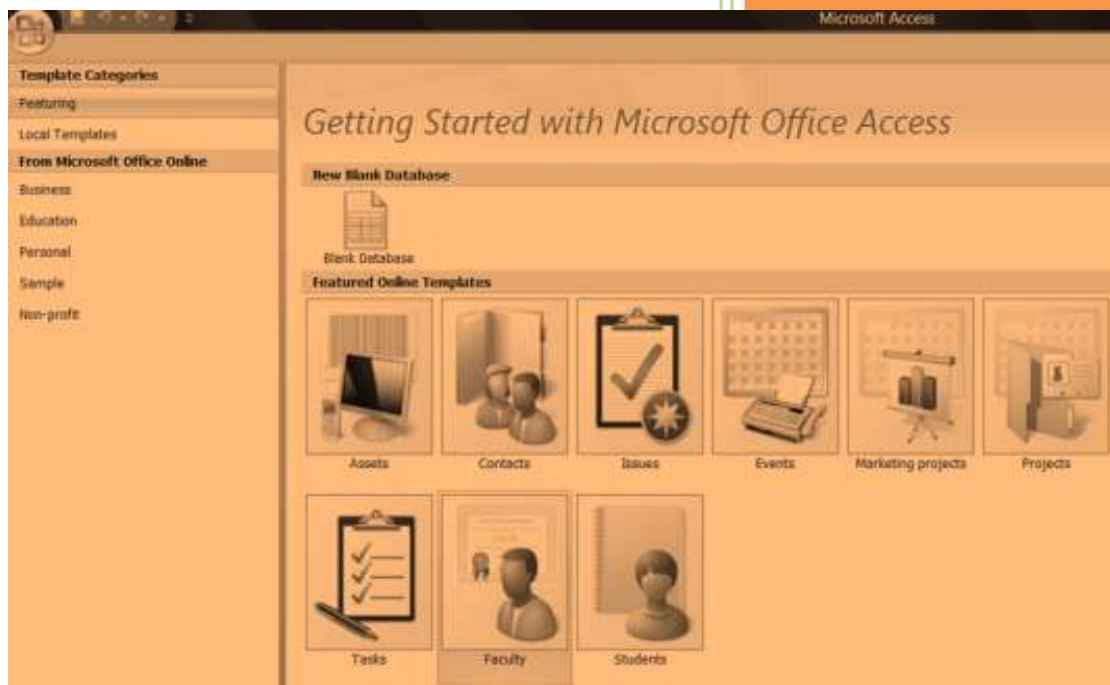 Microsoft Access
Template Categories
Featuring
Local Templates
From Microsoft Office Online
Business
Education
Personal
Sample
Non-profit
Getting Started with Microsoft Office Access
New Blank Database
Blank Database
Featured Online Templates
Assets
Contacts
Issues
Events
Marketing projects
Projects
Tasks
Faculty
Students